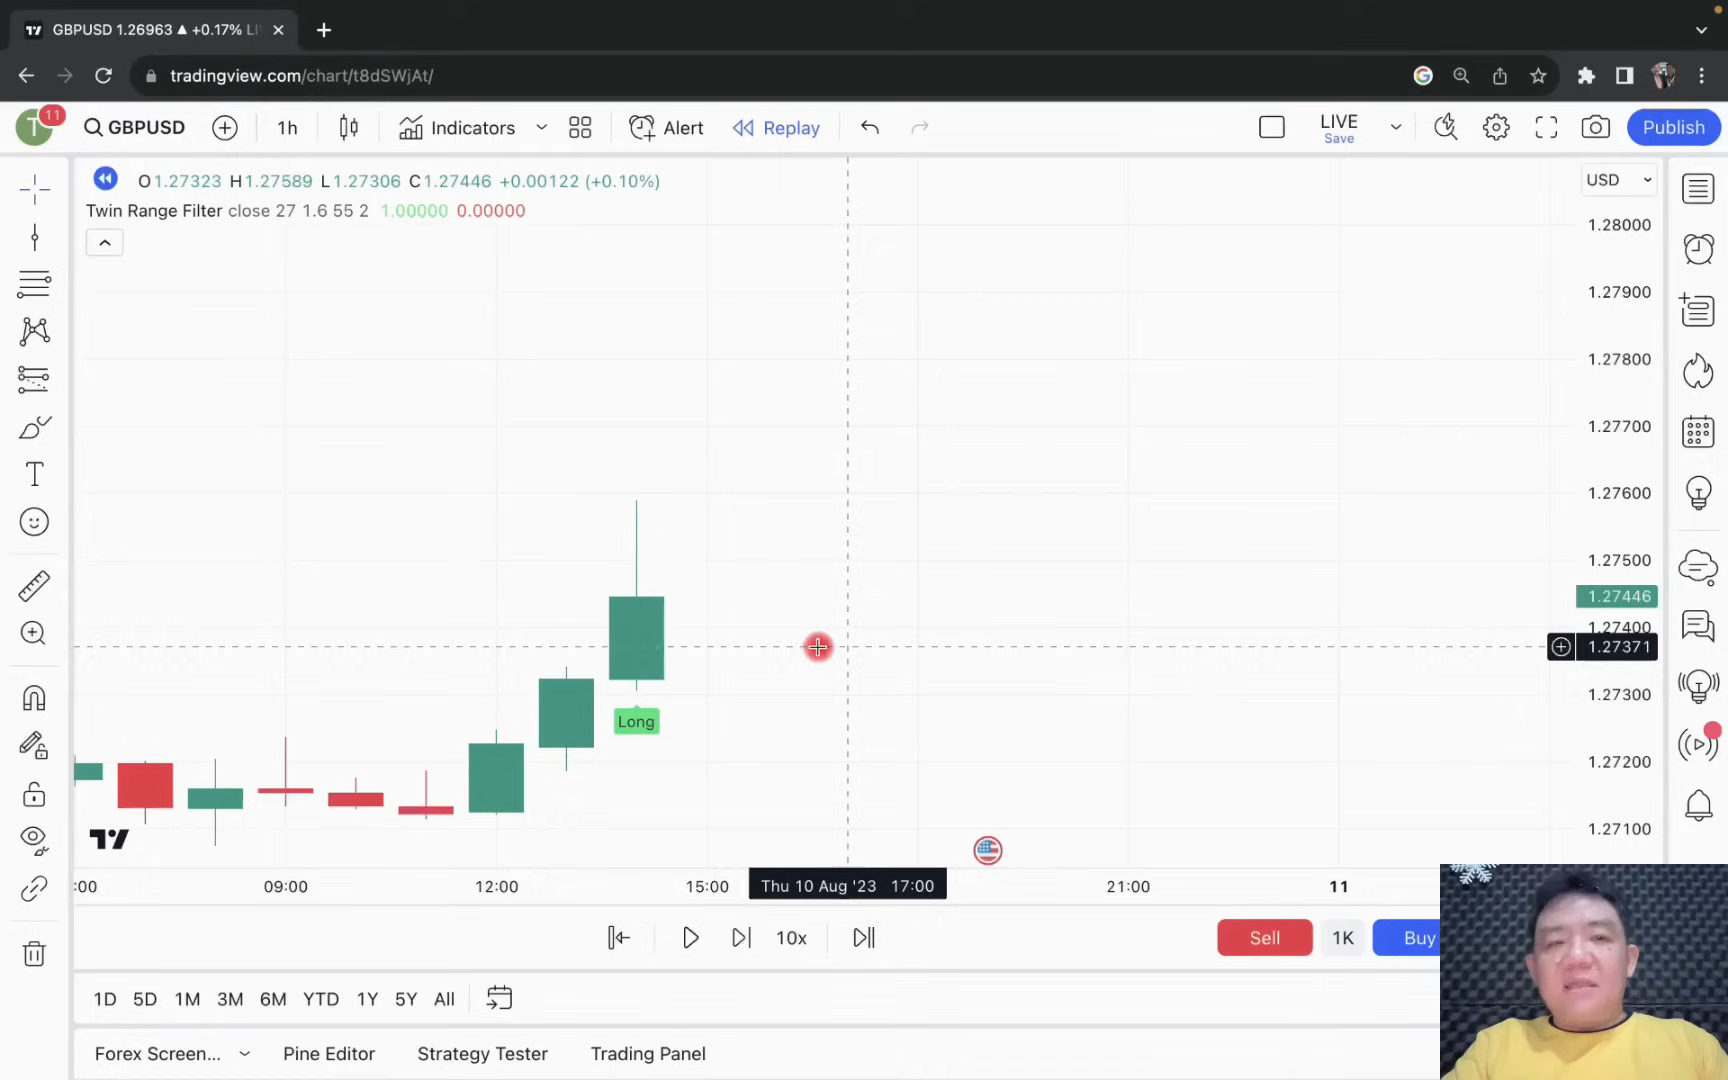 GBPUSD 1.26963 ▲ +0.17% LI
tradingview.com/chart/t8dSWjAt/
T 11 GBPUSD 1h Indicators Alert Replay LIVE Save Publish
O1.27323 H1.27589 L1.27306 C1.27446 +0.00122 (+0.10%)
USD
Twin Range Filter close 27 1.6 55 2 1.00000 0.00000
1.28000
1.27900
1.27800
1.27700
1.27600
1.27500
1.27446
1.27400
1.27371
1.27300
Long
1.27200
1.27100
:00 09:00 12:00 15:00 Thu 10 Aug '23 17:00 21:00 11
10x Sell 1K Buy
1D 5D 1M 3M 6M YTD 1Y 5Y All
Forex Screen... Pine Editor Strategy Tester Trading Panel